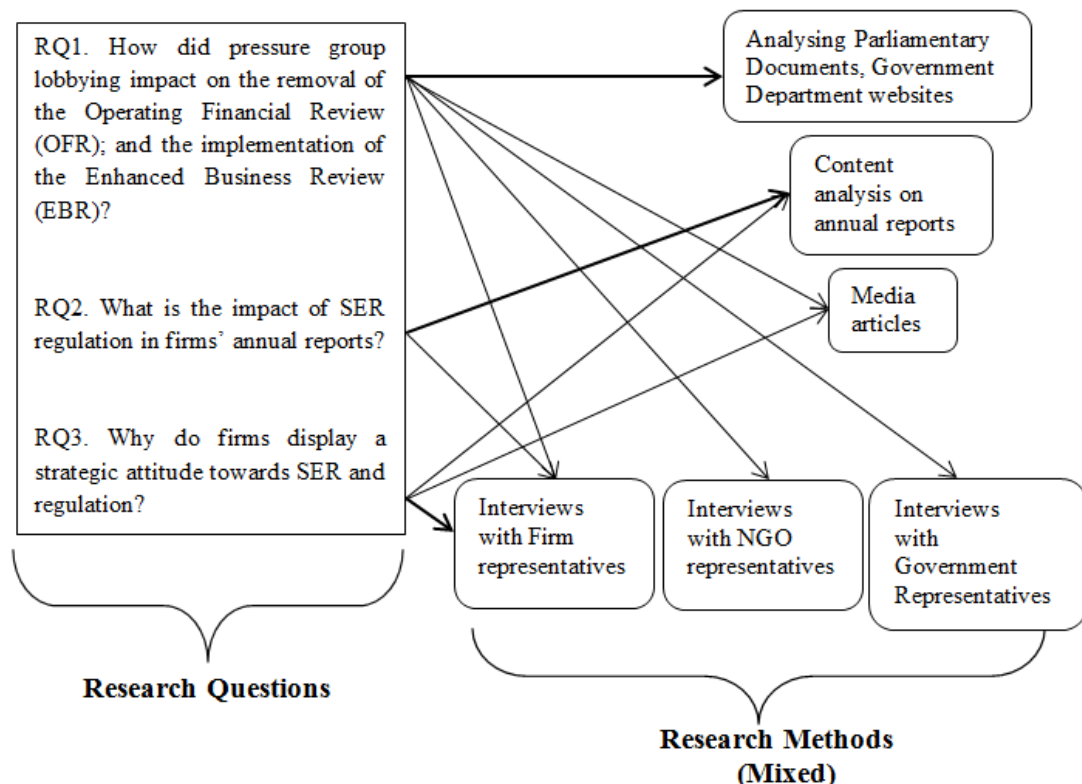 RQ1. How did pressure group
lobbying impact on the removal of
the Operating Financial Review
(OFR); and the implementation of
the Enhanced Business Review
(EBR)?
RQ2. What is the impact of SER
regulation in firms’ annual reports?
RQ3. Why do firms display a
strategic attitude towards SER and
regulation?
Research Questions
Analysing Parliamentary
Documents, Government
Department websites
Content
analysis on
annual reports
Media
articles
Interviews
with Firm
representatives
Interviews
with NGO
representatives
Interviews
with
Government
Representatives
Research Methods
(Mixed)